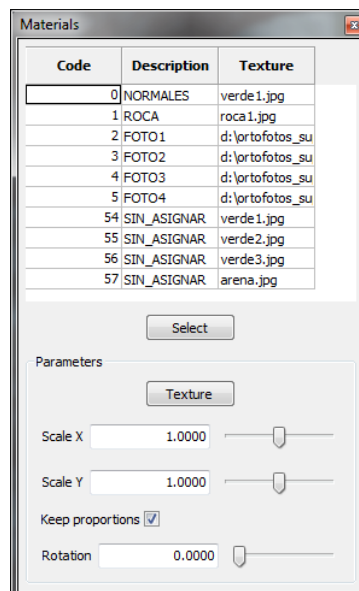 Materials
Code Description Texture
0 NORMALES verde1.jpg
1 ROCA roca1.jpg
2 FOTO1 d:\ortofotos_su
3 FOTO2 d:\ortofotos_su
4 FOTO3 d:\ortofotos_su
5 FOTO4 d:\ortofotos_su
54 SIN_ASIGNAR verde1.jpg
55 SIN_ASIGNAR verde2.jpg
56 SIN_ASIGNAR verde3.jpg
57 SIN_ASIGNAR arena.jpg
Select
Parameters
Texture
Scale X 1.0000
Scale Y 1.0000
Keep proportions
Rotation 0.0000